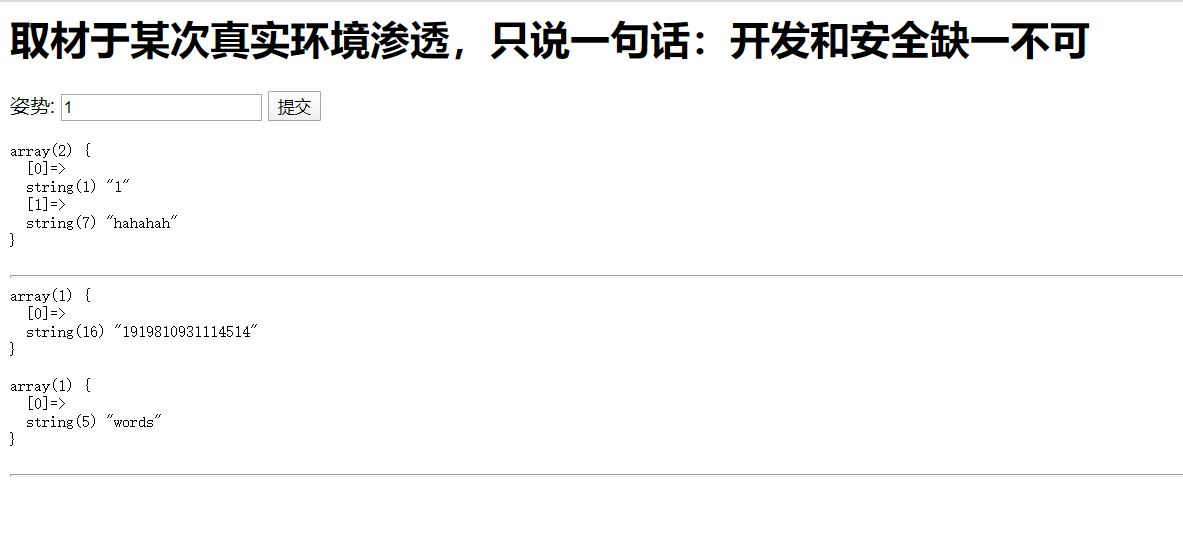 取材于某次真实环境渗透，只说一句话：开发和安全缺一不可
姿势: 1 提交
array(2) {
  [0]=>
  string(1) "1"
  [1]=>
  string(7) "hahahah"
}
array(1) {
  [0]=>
  string(16) "1919810931114514"
}
array(1) {
  [0]=>
  string(5) "words"
}